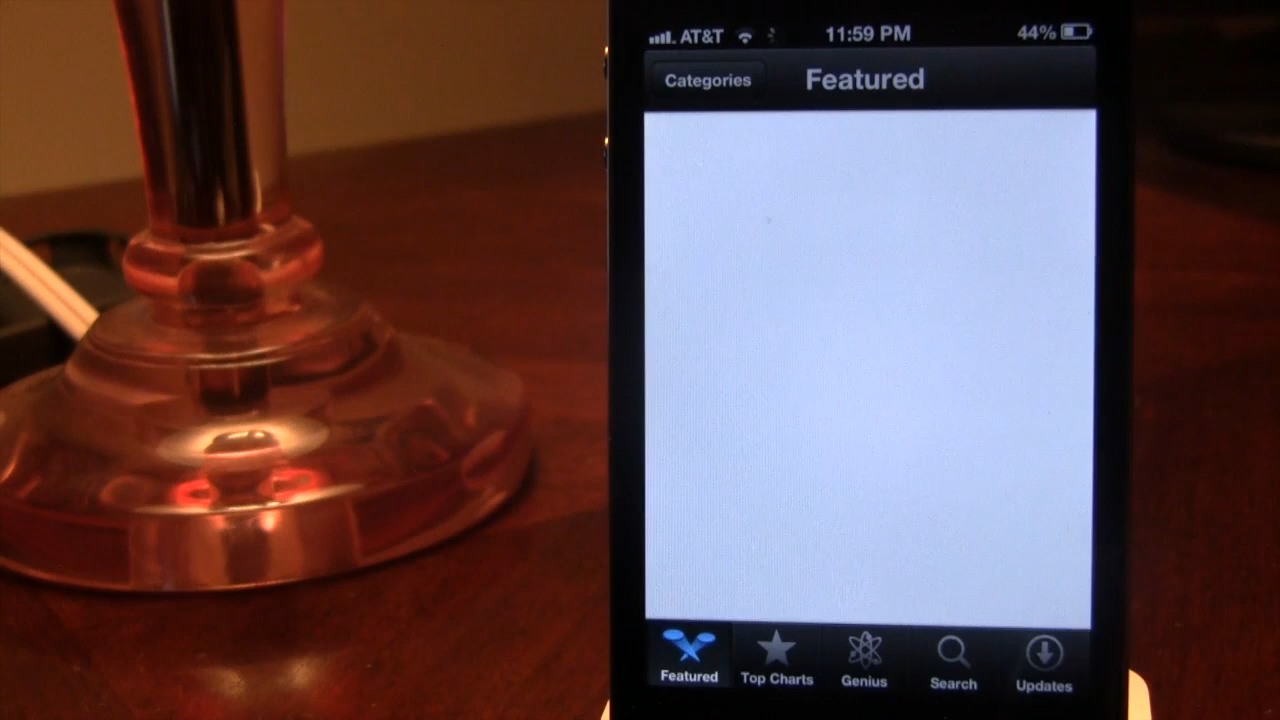 AT&T 11:59 PM 44%
Categories Featured
Featured Top Charts Genius Search Updates